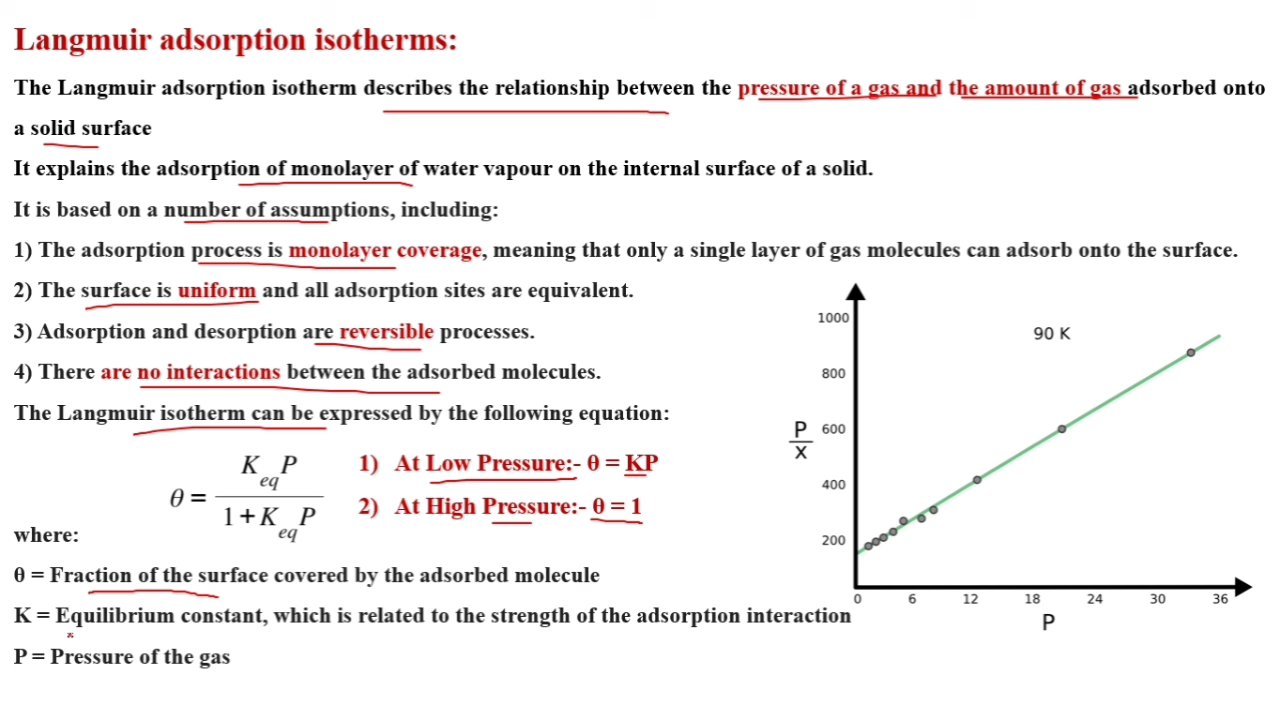 Langmuir adsorption isotherms:
The Langmuir adsorption isotherm describes the relationship between the pressure of a gas and the amount of gas adsorbed onto
a solid surface
It explains the adsorption of monolayer of water vapour on the internal surface of a solid.
It is based on a number of assumptions, including:
1) The adsorption process is monolayer coverage, meaning that only a single layer of gas molecules can adsorb onto the surface.
2) The surface is uniform and all adsorption sites are equivalent.
3) Adsorption and desorption are reversible processes.
4) There are no interactions between the adsorbed molecules.
The Langmuir isotherm can be expressed by the following equation:
θ = K_eq P / 1 + K_eq P
1) At Low Pressure:- θ = KP
2) At High Pressure:- θ = 1
where:
θ = Fraction of the surface covered by the adsorbed molecule
K = Equilibrium constant, which is related to the strength of the adsorption interaction
P = Pressure of the gas
90 K
P/X
1000
800
600
400
200
0 6 12 18 24 30 36
P